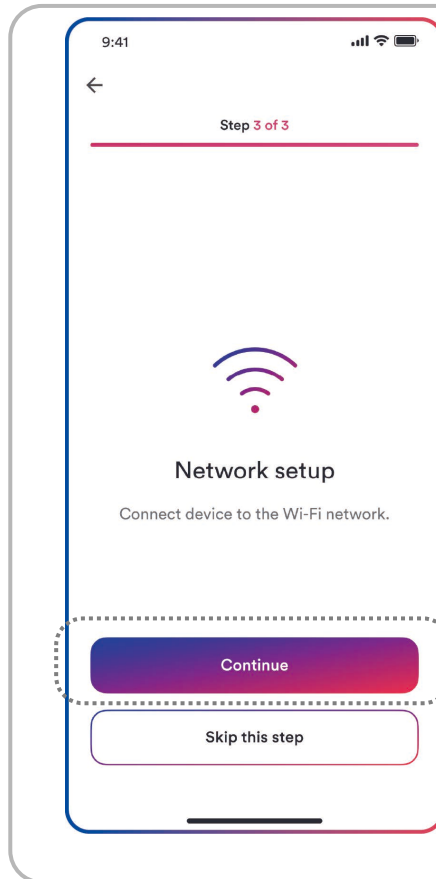 9:41
Step 3 of 3
Network setup
Connect device to the Wi-Fi network.
Continue
Skip this step